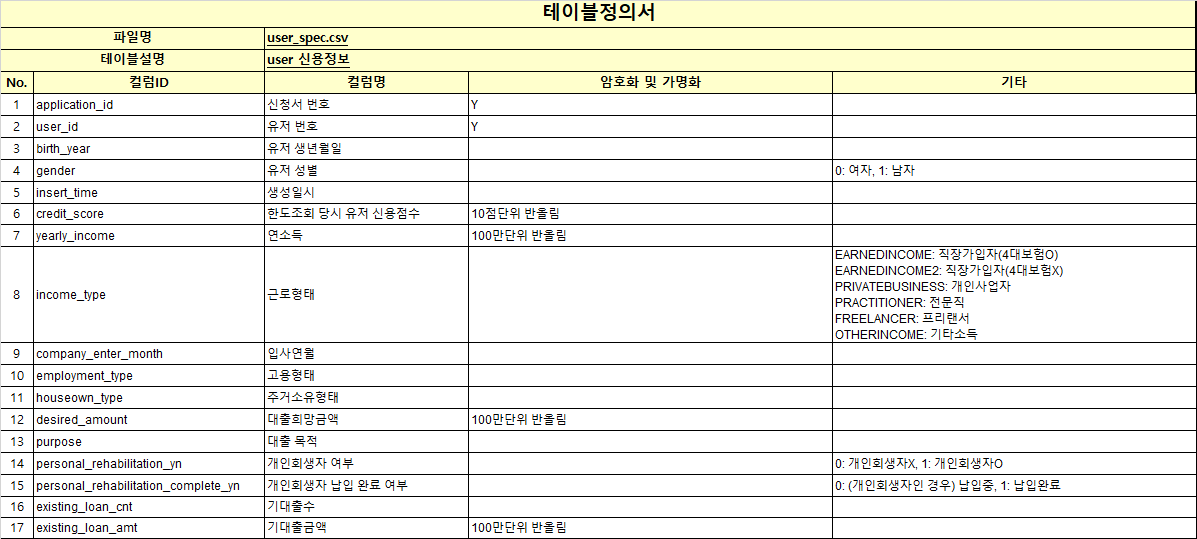 테이블정의서
파일명 user_spec.csv
테이블설명 user 신용정보
No. 컬럼ID 컬럼명 암호화 및 가명화 기타
1 application_id 신청서 번호 Y
2 user_id 유저 번호 Y
3 birth_year 유저 생년월일
4 gender 유저 성별 0: 여자, 1: 남자
5 insert_time 생성일시
6 credit_score 한도조회 당시 유저 신용점수 10점단위 반올림
7 yearly_income 연소득 100만단위 반올림
8 income_type 근로형태 EARNEDINCOME: 직장가입자(4대보험O)
EARNEDINCOME2: 직장가입자(4대보험X)
PRIVATEBUSINESS: 개인사업자
PRACTITIONER: 전문직
FREELANCER: 프리랜서
OTHERINCOME: 기타소득
9 company_enter_month 입사연월
10 employment_type 고용형태
11 houseown_type 주거소유형태
12 desired_amount 대출희망금액 100만단위 반올림
13 purpose 대출 목적
14 personal_rehabilitation_yn 개인회생자 여부 0: 개인회생자X, 1: 개인회생자O
15 personal_rehabilitation_complete_yn 개인회생자 납입 완료 여부 0: (개인회생자인 경우) 납입중, 1: 납입완료
16 existing_loan_cnt 기대출수
17 existing_loan_amt 기대출금액 100만단위 반올림